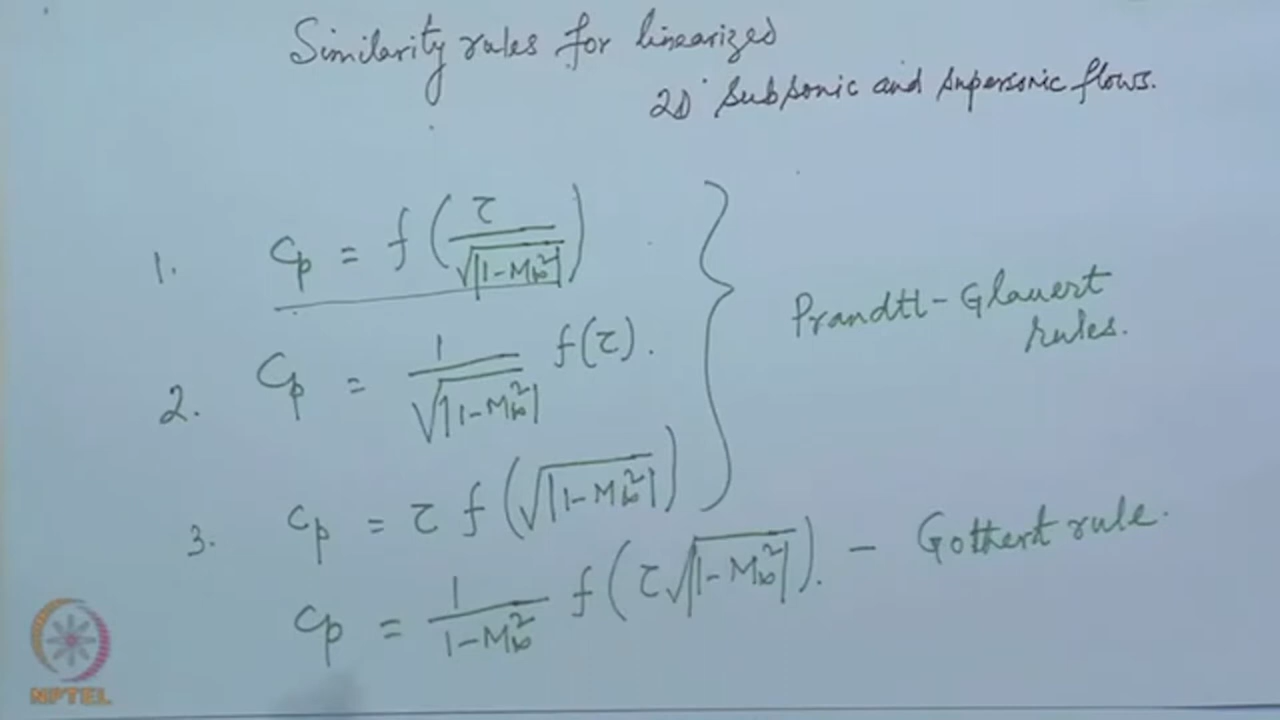 Similarity rules for linearized
2D subsonic and supersonic flows.
1. Cp = f(τ/√|1-M∞²|)
2. Cp = 1/√|1-M∞²| f(τ).
Prandtl-Glauert
rules.
3. Cp = τ f(√|1-M∞²|)
Cp = 1/(1-M∞²) f(τ√|1-M∞²|). - Gothert rule.
NPTEL